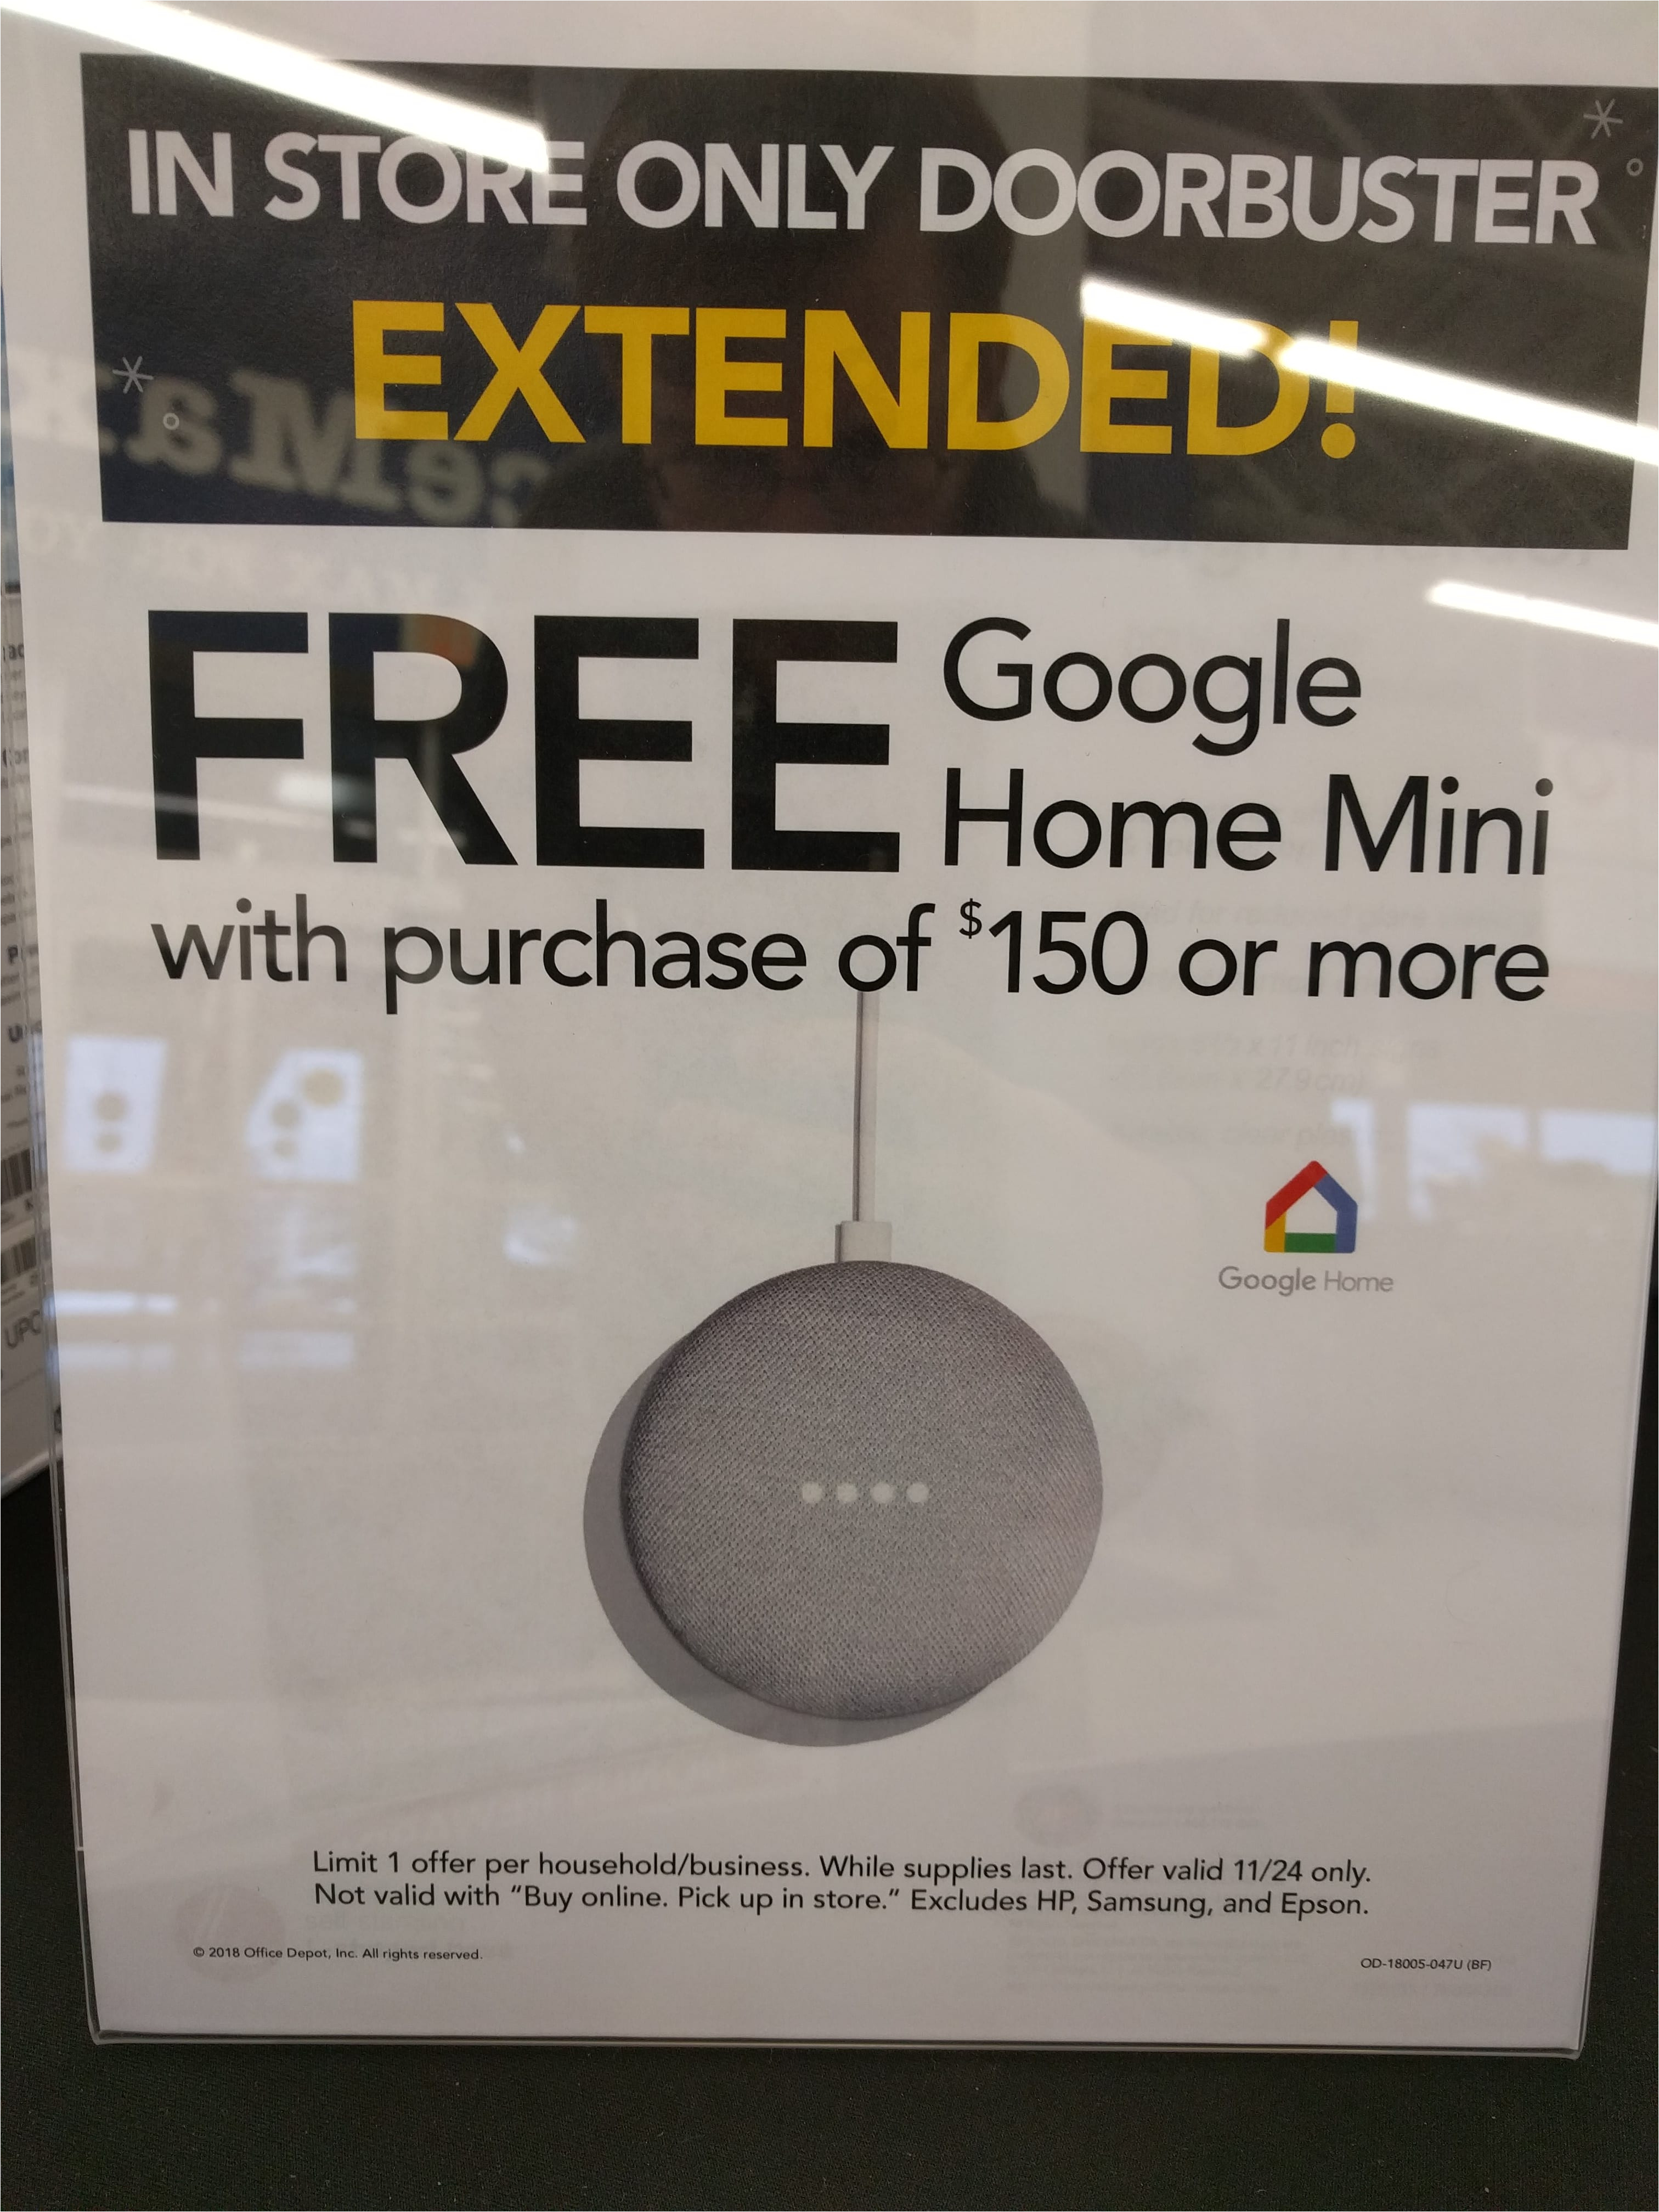 IN STORE ONLY DOORBUSTER
EXTENDED!
FREE Google
Home Mini
with purchase of $150 or more
Google Home
Limit 1 offer per household/business. While supplies last. Offer valid 11/24 only.
Not valid with “Buy online. Pick up in store.” Excludes HP, Samsung, and Epson.
© 2018 Office Depot, Inc. All rights reserved.
OD-18005-047U (BF)
UPC